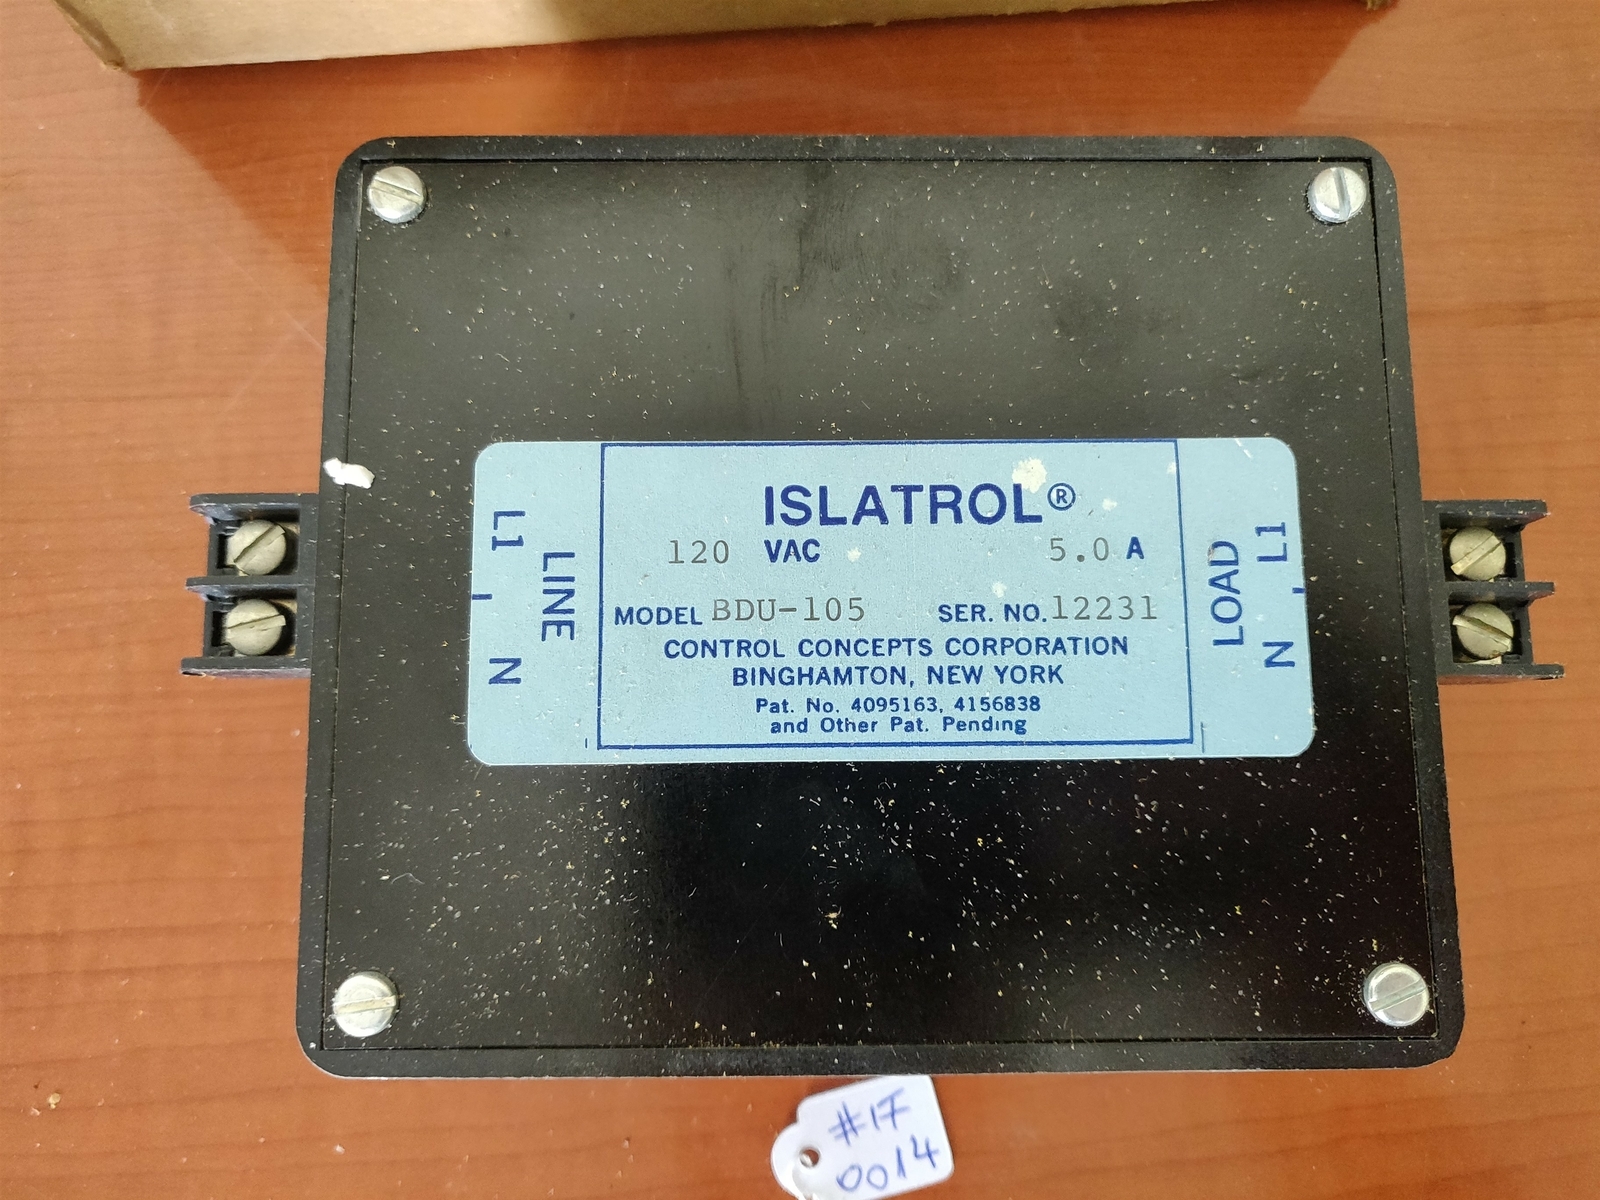 ISLATROL®
120 VAC 5.0 A
MODEL BDU-105 SER. NO. 12231
CONTROL CONCEPTS CORPORATION
BINGHAMTON, NEW YORK
Pat. No. 4095163, 4156838
and Other Pat. Pending
L1 - N
LINE
LOAD
L1 - N
#17
0014